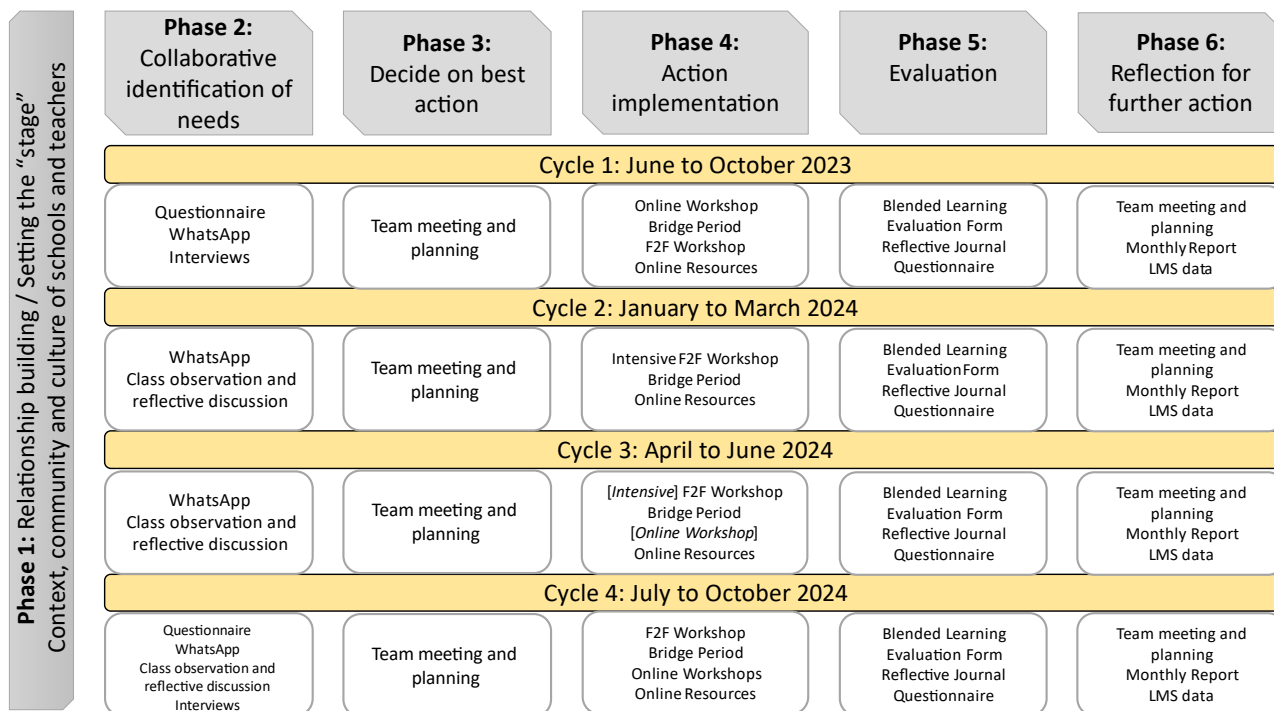 Phase 1: Relationship building / Setting the “stage”
Context, community and culture of schools and teachers
Phase 2:
Collaborative
identification of
needs
Phase 3:
Decide on best
action
Phase 4:
Action
implementation
Phase 5:
Evaluation
Phase 6:
Reflection for
further action
Cycle 1: June to October 2023
Questionnaire
WhatsApp
Interviews
Team meeting and
planning
Online Workshop
Bridge Period
F2F Workshop
Online Resources
Blended Learning
Evaluation Form
Reflective Journal
Questionnaire
Team meeting and
planning
Monthly Report
LMS data
Cycle 2: January to March 2024
WhatsApp
Class observation and
reflective discussion
Team meeting and
planning
Intensive F2F Workshop
Bridge Period
Online Resources
Blended Learning
Evaluation Form
Reflective Journal
Questionnaire
Team meeting and
planning
Monthly Report
LMS data
Cycle 3: April to June 2024
WhatsApp
Class observation and
reflective discussion
Team meeting and
planning
[Intensive] F2F Workshop
Bridge Period
[Online Workshop]
Online Resources
Blended Learning
Evaluation Form
Reflective Journal
Questionnaire
Team meeting and
planning
Monthly Report
LMS data
Cycle 4: July to October 2024
Questionnaire
WhatsApp
Class observation and
reflective discussion
Interviews
Team meeting and
planning
F2F Workshop
Bridge Period
Online Workshops
Online Resources
Blended Learning
Evaluation Form
Reflective Journal
Questionnaire
Team meeting and
planning
Monthly Report
LMS data